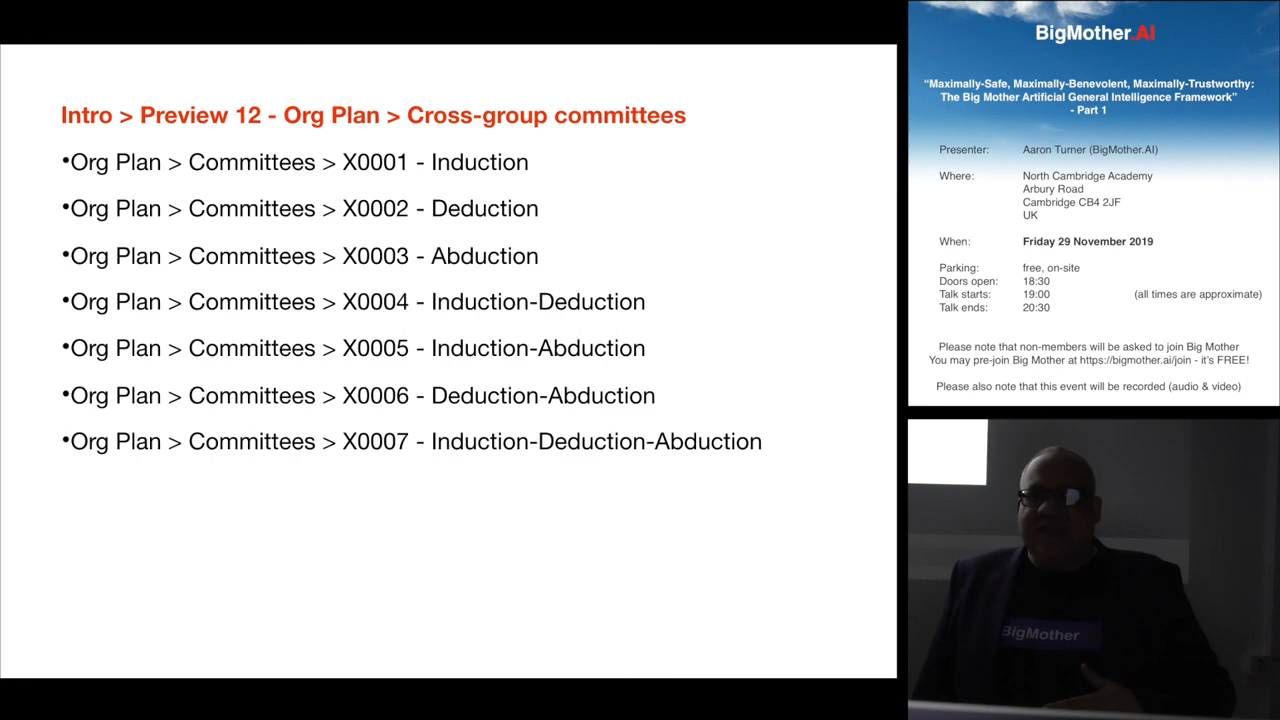 Intro > Preview 12 - Org Plan > Cross-group committees
•Org Plan > Committees > X0001 - Induction
•Org Plan > Committees > X0002 - Deduction
•Org Plan > Committees > X0003 - Abduction
•Org Plan > Committees > X0004 - Induction-Deduction
•Org Plan > Committees > X0005 - Induction-Abduction
•Org Plan > Committees > X0006 - Deduction-Abduction
•Org Plan > Committees > X0007 - Induction-Deduction-Abduction
BigMother.AI
“Maximally-Safe, Maximally-Benevolent, Maximally-Trustworthy:
The Big Mother Artificial General Intelligence Framework”
- Part 1
Presenter: Aaron Turner (BigMother.AI)
Where: North Cambridge Academy
Arbury Road
Cambridge CB4 2JF
UK
When: Friday 29 November 2019
Parking: free, on-site
Doors open: 18:30
Talk starts: 19:00 (all times are approximate)
Talk ends: 20:30
Please note that non-members will be asked to join Big Mother
You may pre-join Big Mother at https://bigmother.ai/join - it's FREE!
Please also note that this event will be recorded (audio & video)
BigMother